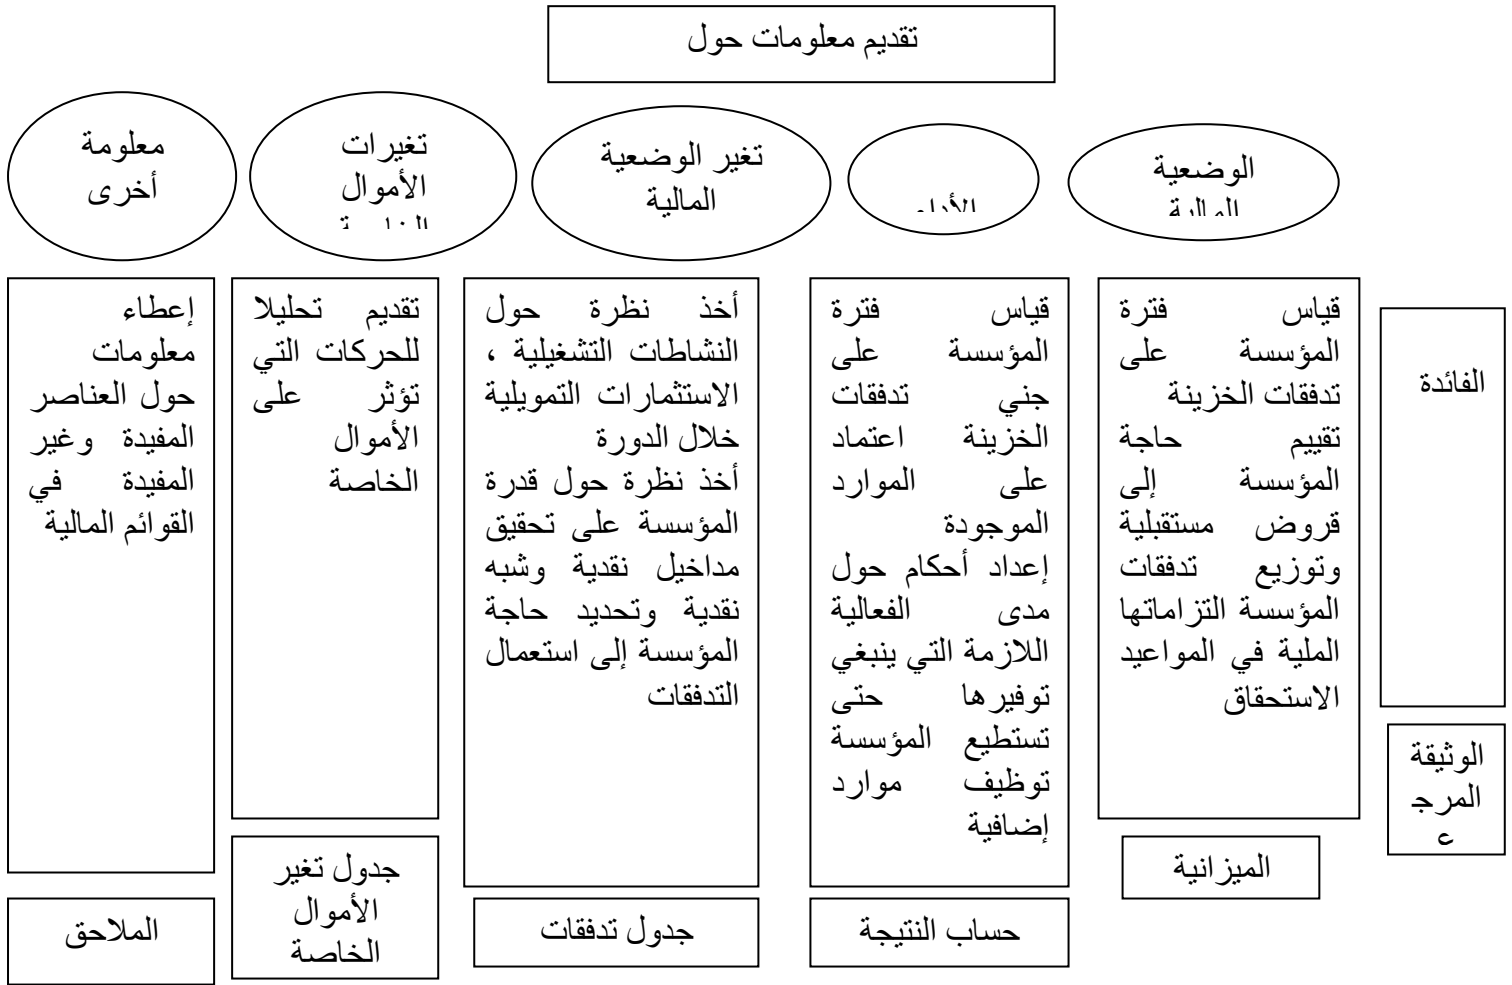 تقديم معلومات حول
الوضعية
المالية
الأداء
تغير الوضعية
المالية
تغيرات
الأموال
معلومة
أخرى
الفائدة
قياس فترة
المؤسسة على
تدفقات الخزينة
تقييم حاجة
المؤسسة إلى
قروض مستقبلية
وتوزيع تدفقات
المؤسسة التزاماتها
الملية في المواعيد
الاستحقاق
قياس فترة
المؤسسة على
جني تدفقات
الخزينة اعتماد
على الموارد
الموجودة
إعداد أحكام حول
مدى الفعالية
اللازمة التي ينبغي
توفيرها حتى
تستطيع المؤسسة
توظيف موارد
إضافية
أخذ نظرة حول
النشاطات التشغيلية ،
الاستثمارات التمويلية
خلال الدورة
أخذ نظرة حول قدرة
المؤسسة على تحقيق
مداخيل نقدية وشبه
نقدية وتحديد حاجة
المؤسسة إلى استعمال
التدفقات
تقديم تحليلا
للحركات التي
تؤثر على
الأموال
الخاصة
إعطاء
معلومات
حول العناصر
المفيدة وغير
المفيدة في
القوائم المالية
الوثيقة
المرج
ع
الميزانية
حساب النتيجة
جدول تدفقات
جدول تغير
الأموال
الخاصة
الملاحق